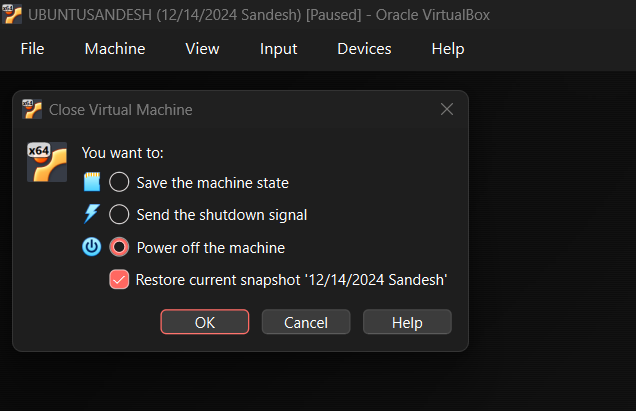 UBUNTUSANDESH (12/14/2024 Sandesh) [Paused] - Oracle VirtualBox
File Machine View Input Devices Help
x64 Close Virtual Machine
x64
You want to:
Save the machine state
Send the shutdown signal
Power off the machine
Restore current snapshot '12/14/2024 Sandesh'
OK Cancel Help